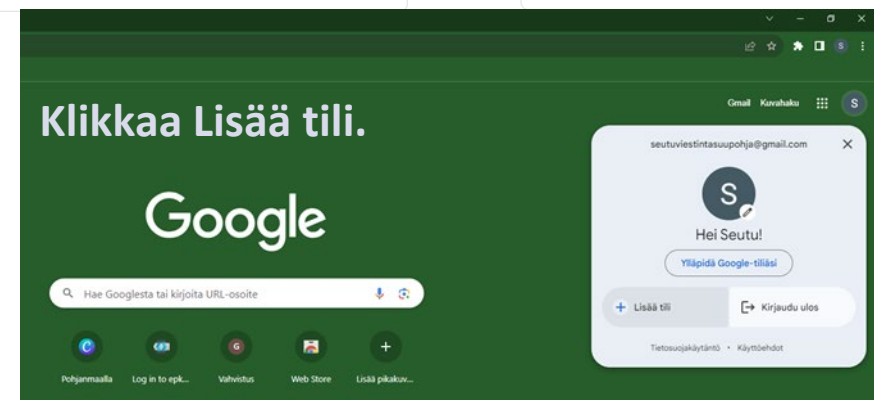 S
Gmail Kuvahaku S
Klikkaa Lisää tili.
seutuviestintasuupohja@gmail.com
S
Hei Seutu!
Ylläpidä Google-tiliäsi
Lisää tili
Kirjaudu ulos
Tietosuojakäytäntö • Käyttöehdot
Google
Hae Googlesta tai kirjoita URL-osoite
G
Pohjanmaalla Log in to epk... Vahvistus Web Store Lisää pikakuv...